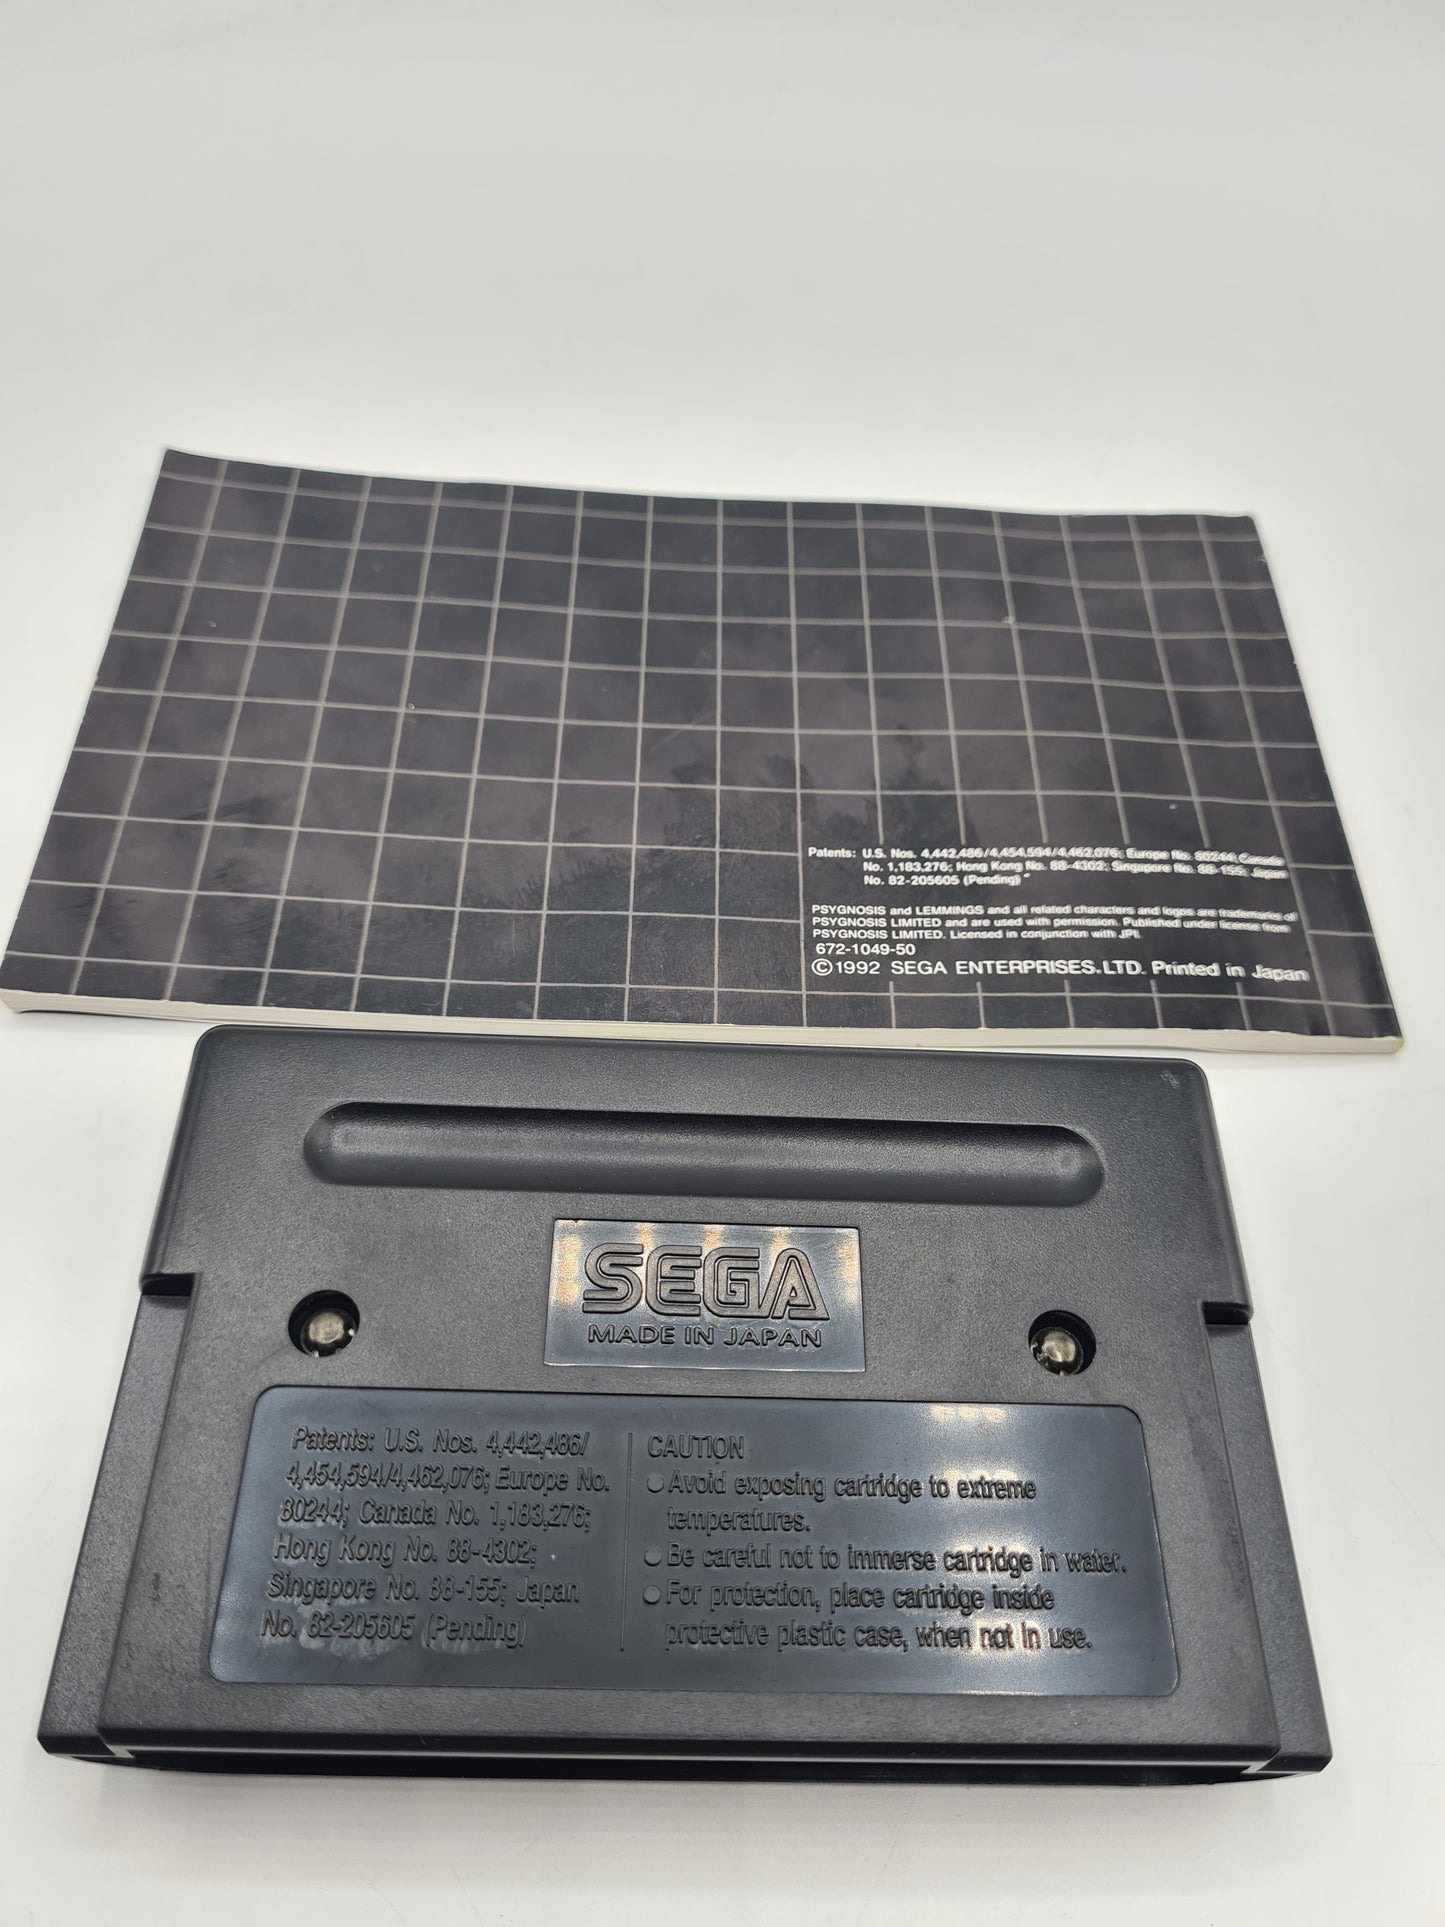 Patents: U.S. Nos. 4,442,486/4,454,594/4,462,076; Europe No. 80244; Canada
No. 1,183,276; Hong Kong No. 88-4302; Singapore No. 88-155; Japan
No. 82-205605 (Pending)
PSYGNOSIS and LEMMINGS and all related characters and logos are trademarks of
PSYGNOSIS LIMITED and are used with permission. Published under license from
PSYGNOSIS LIMITED. Licensed in conjunction with JPI.
672-1049-50
©1992 SEGA ENTERPRISES.LTD. Printed in Japan
SEGA
MADE IN JAPAN
Patents: U.S. Nos. 4,442,486/
4,454,594/4,462,076; Europe No.
80244; Canada No. 1,183,276;
Hong Kong No. 88-4302;
Singapore No. 88-155; Japan
No. 82-205605 (Pending)
CAUTION
○ Avoid exposing cartridge to extreme
temperatures.
○ Be careful not to immerse cartridge in water.
○ For protection, place cartridge inside
protective plastic case, when not in use.